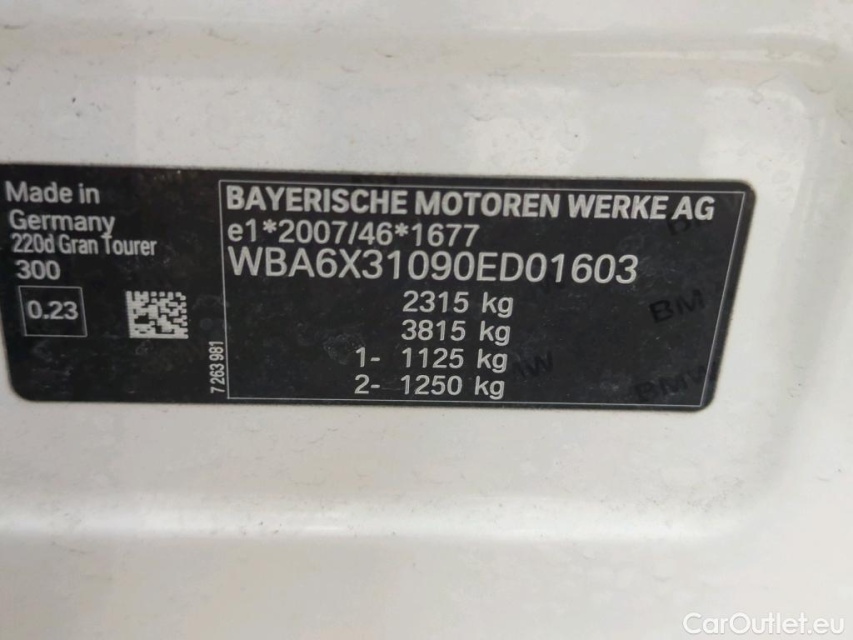 Made in
Germany
220d Gran Tourer
300
0.23
7 263 981
BAYERISCHE MOTOREN WERKE AG
e1*2007/46*1677
WBA6X31090ED01603
2315 kg
3815 kg
1- 1125 kg
2- 1250 kg
BMW
CarOutlet.eu